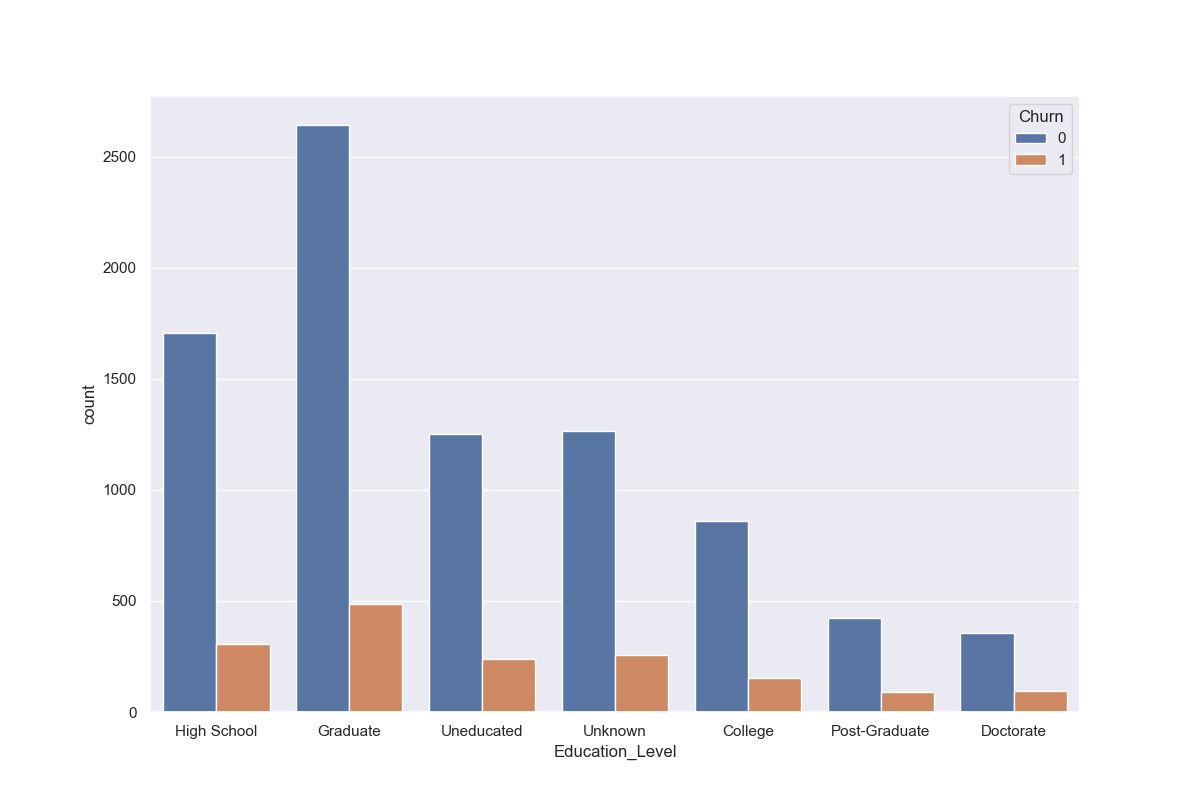 Churn
0
1
2500
2000
1500
1000
500
0
count
High School Graduate Uneducated Unknown College Post-Graduate Doctorate
Education_Level